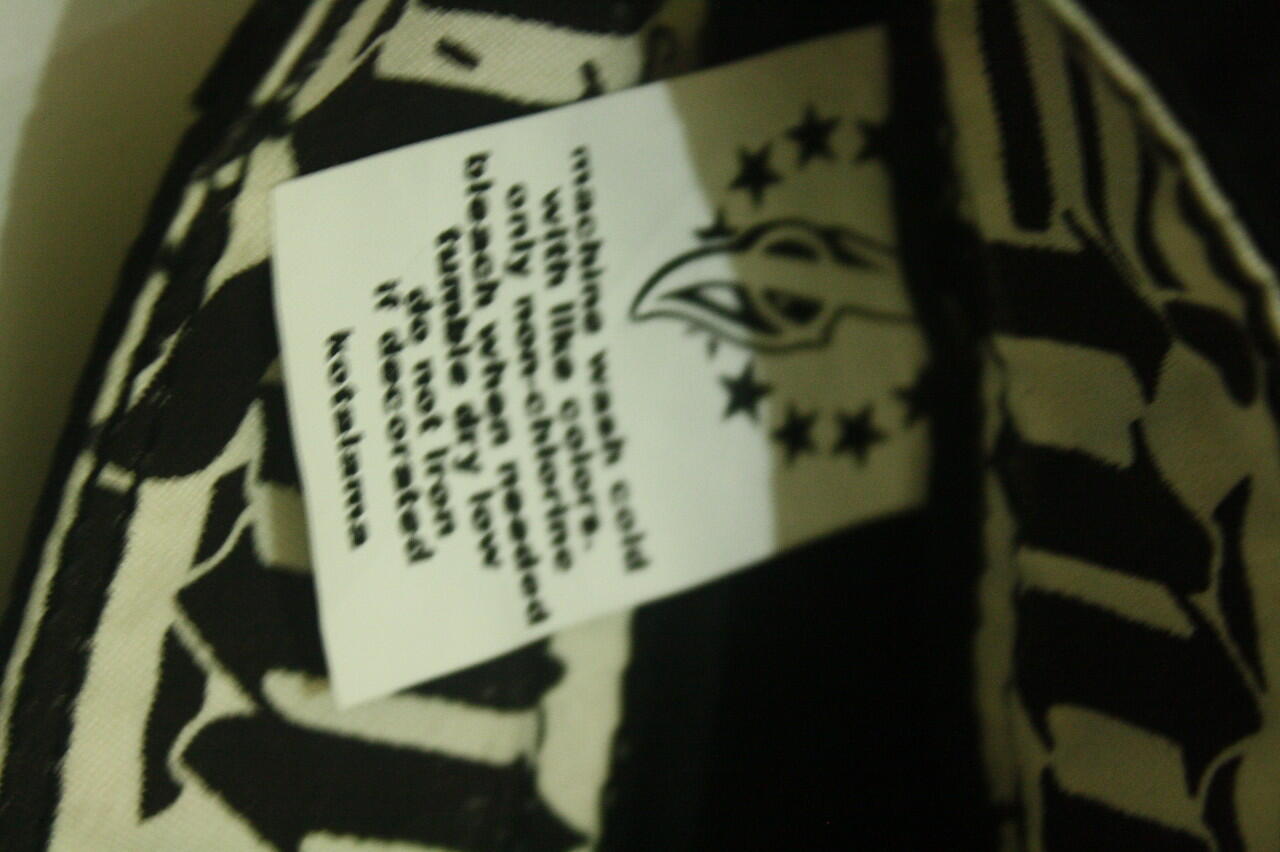 machine wash cold
with like colors.
only non-chlorine
bleach when needed
tumble dry low
do not iron
if decorated
kotalama